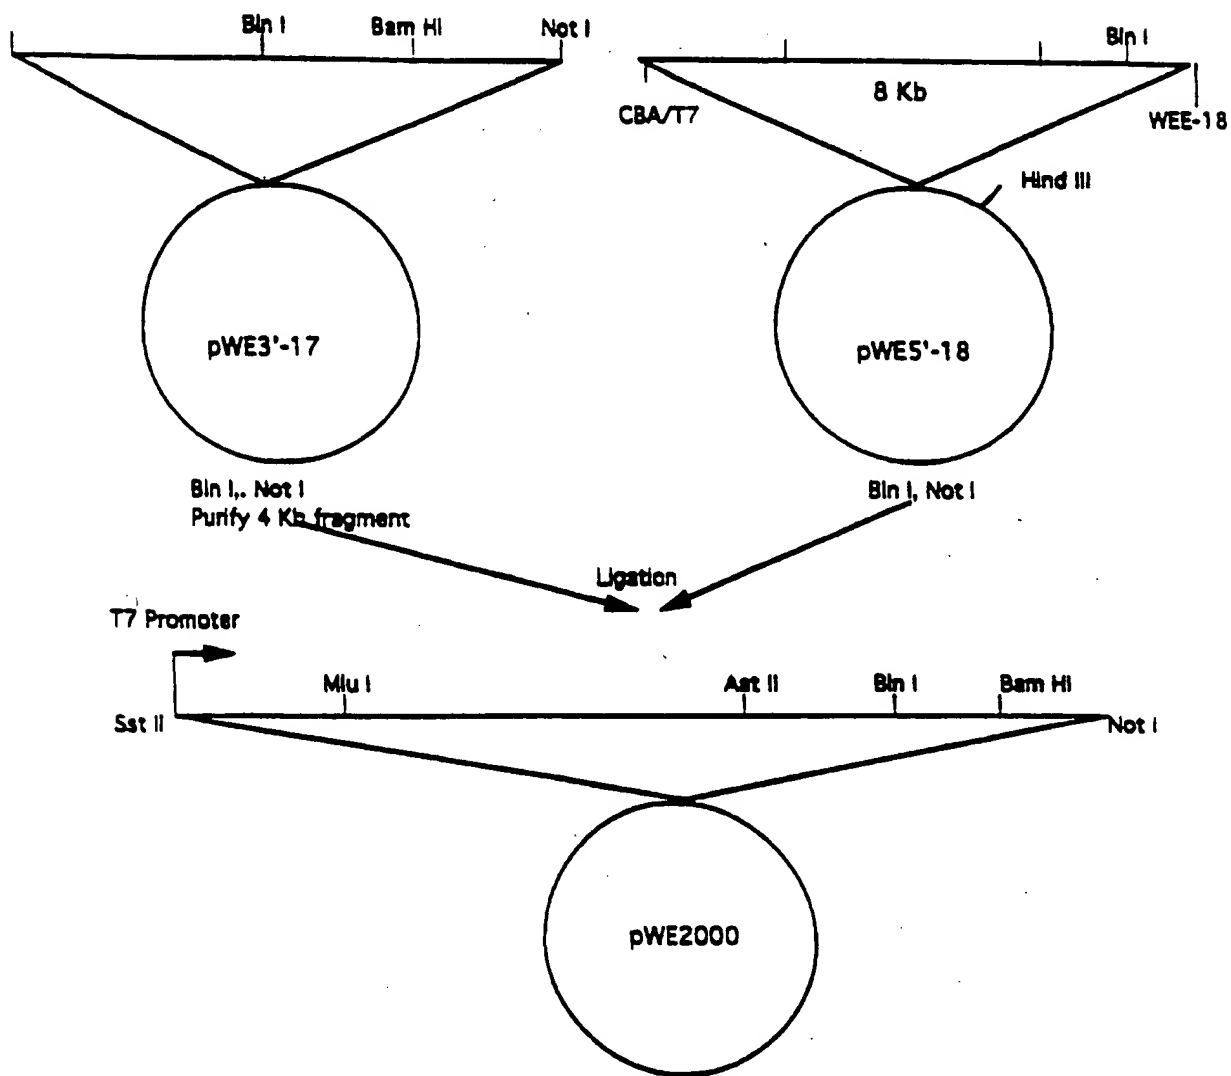 Bln I
Bam HI
Not I
Bln I
8 Kb
CBA/T7
WEE-18
Hind III
pWE3'-17
pWE5'-18
Bln I,. Not I
Purify 4 Kb fragment
Bln I, Not I
Ligation
T7 Promoter
Mlu I
Aat II
Bln I
Bam HI
Sst II
Not I
pWE2000